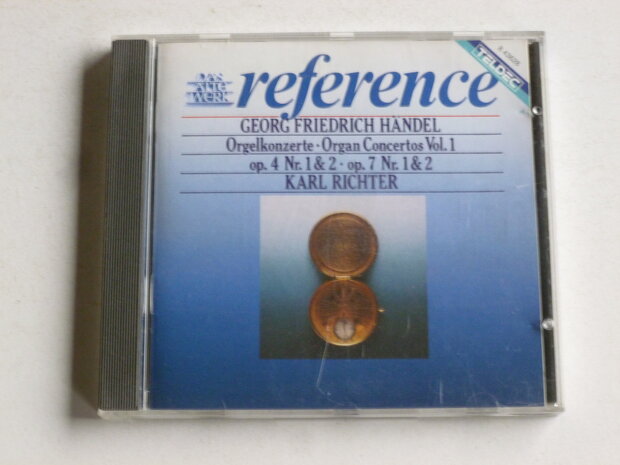 DAS
ALTE
WERK
reference
TELDEC
GEORG FRIEDRICH HÄNDEL
Orgelkonzerte · Organ Concertos Vol. 1
op. 4 Nr. 1 & 2 · op. 7 Nr. 1 & 2
KARL RICHTER